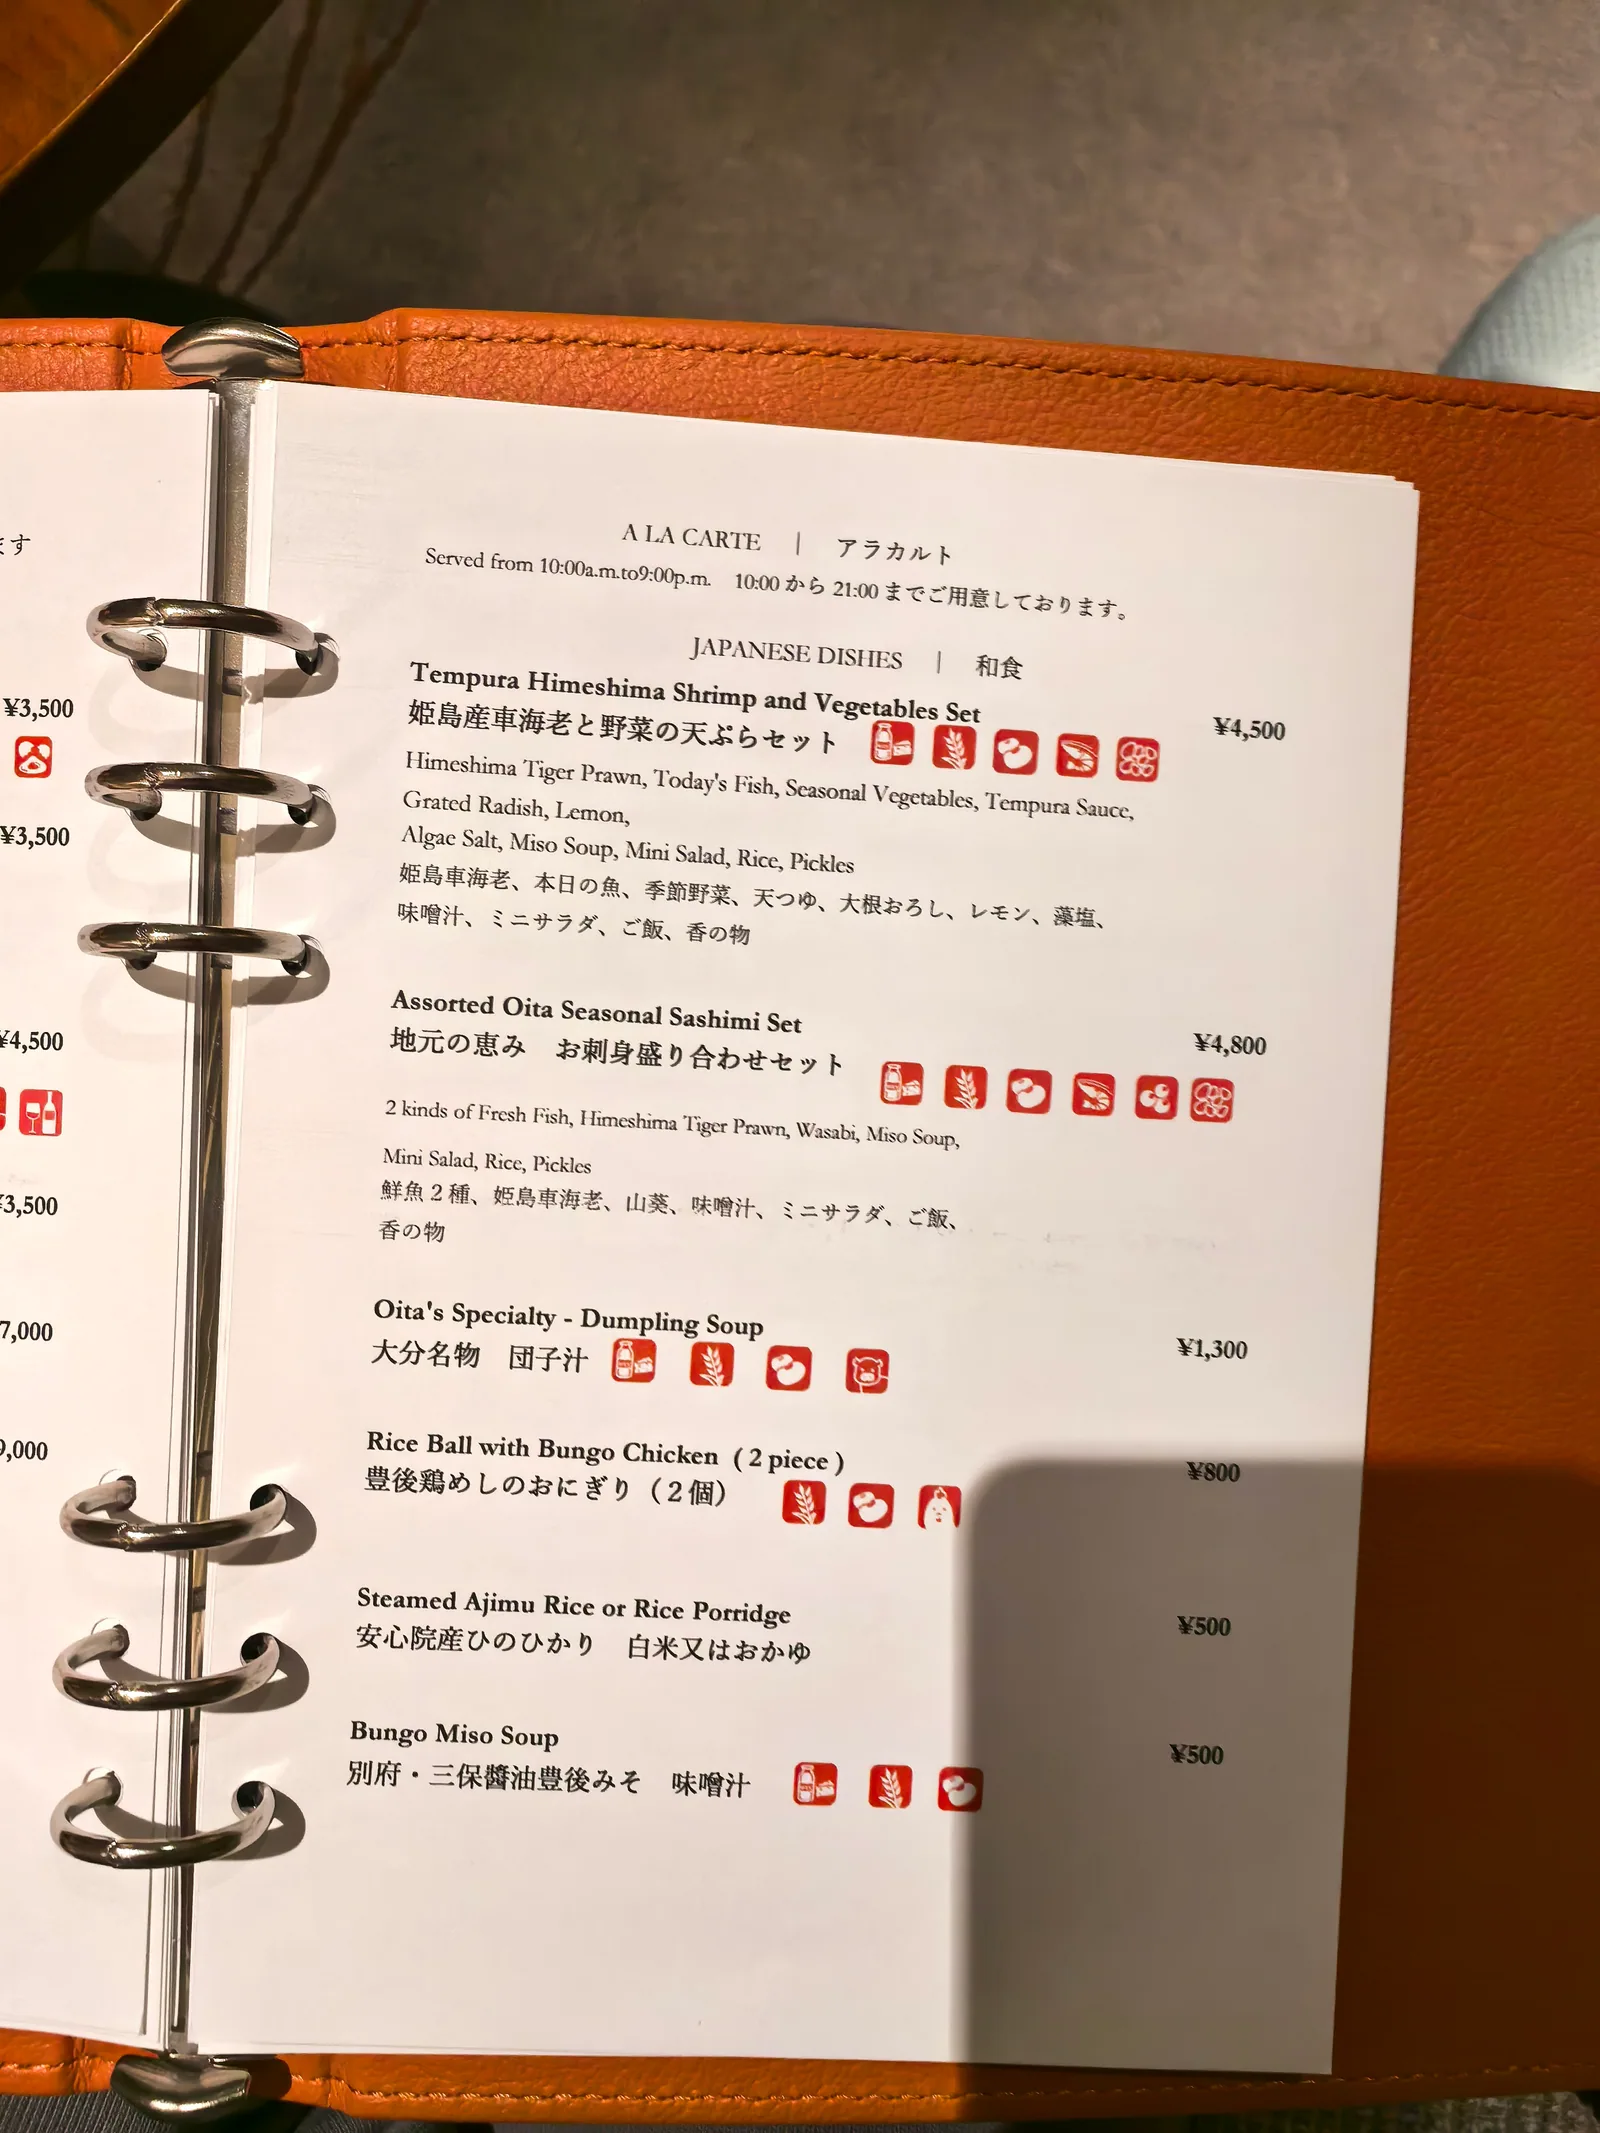 ます
¥3,500
¥3,500
¥4,500
¥3,500
7,000
9,000
A LA CARTE | アラカルト
Served from 10:00a.m.to9:00p.m. 10:00 から 21:00 までご用意しております。
JAPANESE DISHES | 和食
Tempura Himeshima Shrimp and Vegetables Set
¥4,500
姫島産車海老と野菜の天ぷらセット
Himeshima Tiger Prawn, Today's Fish, Seasonal Vegetables, Tempura Sauce,
Grated Radish, Lemon,
Algae Salt, Miso Soup, Mini Salad, Rice, Pickles
姫島車海老、本日の魚、季節野菜、天つゆ、大根おろし、レモン、藻塩、
味噌汁、ミニサラダ、ご飯、香の物
Assorted Oita Seasonal Sashimi Set
¥4,800
地元の恵み　お刺身盛り合わせセット
2 kinds of Fresh Fish, Himeshima Tiger Prawn, Wasabi, Miso Soup,
Mini Salad, Rice, Pickles
鮮魚２種、姫島車海老、山葵、味噌汁、ミニサラダ、ご飯、
香の物
Oita's Specialty - Dumpling Soup
¥1,300
大分名物　団子汁
Rice Ball with Bungo Chicken（2 piece）
¥800
豊後鶏めしのおにぎり（２個）
Steamed Ajimu Rice or Rice Porridge
¥500
安心院産ひのひかり　白米又はおかゆ
Bungo Miso Soup
¥500
別府・三保醬油豊後みそ　味噌汁